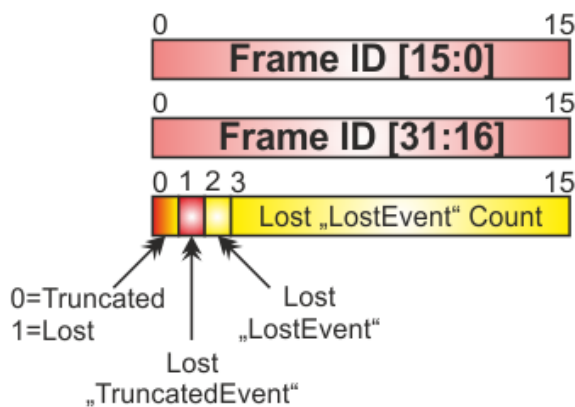 0 15
Frame ID [15:0]
0 15
Frame ID [31:16]
0 1 2 3 15
Lost „LostEvent“ Count
0=Truncated
1=Lost
Lost
„LostEvent“
Lost
„TruncatedEvent“